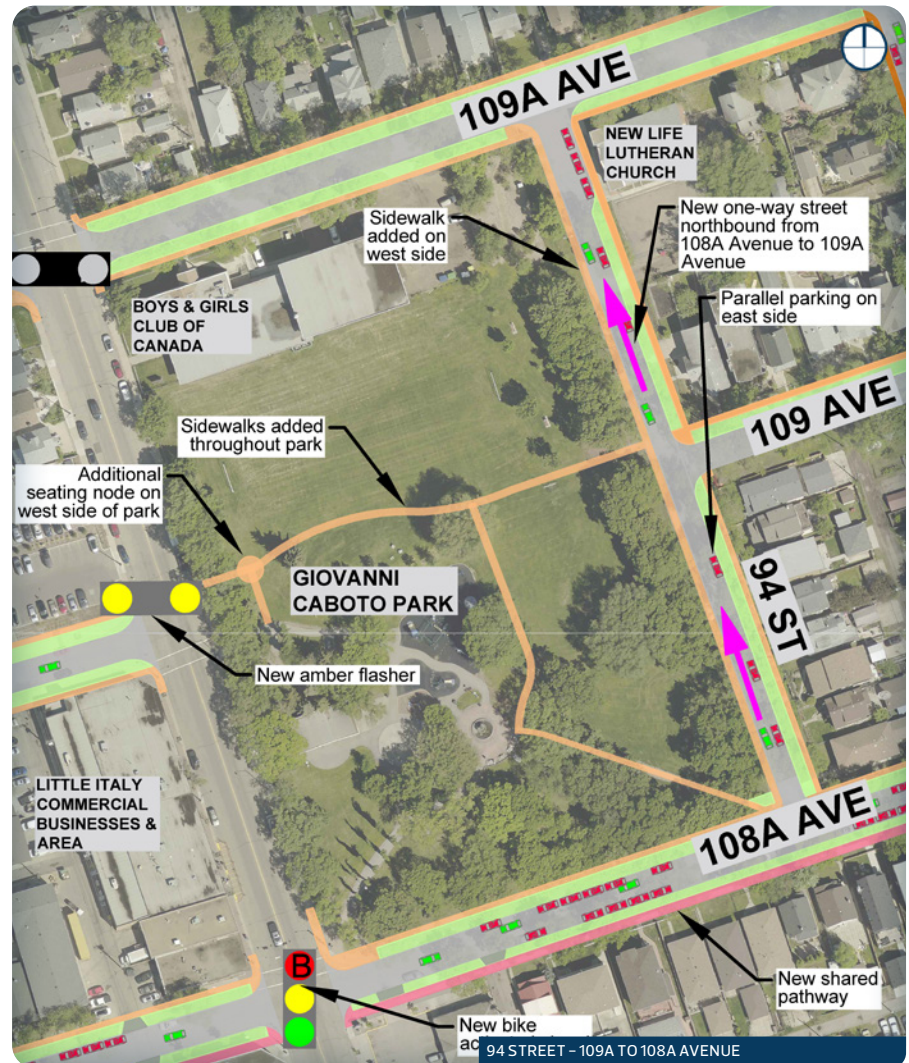 109A AVE
NEW LIFE
LUTHERAN
CHURCH
Sidewalk
added on
west side
New one-way street
northbound from
108A Avenue to 109A
Avenue
BOYS & GIRLS
CLUB OF
CANADA
Parallel parking on
east side
109 AVE
Sidewalks added
throughout park
Additional
seating node on
west side of park
GIOVANNI
CABOTO PARK
94 ST
New amber flasher
LITTLE ITALY
COMMERCIAL
BUSINESSES &
AREA
108A AVE
B
New shared
pathway
New bike
94 STREET – 109A TO 108A AVENUE